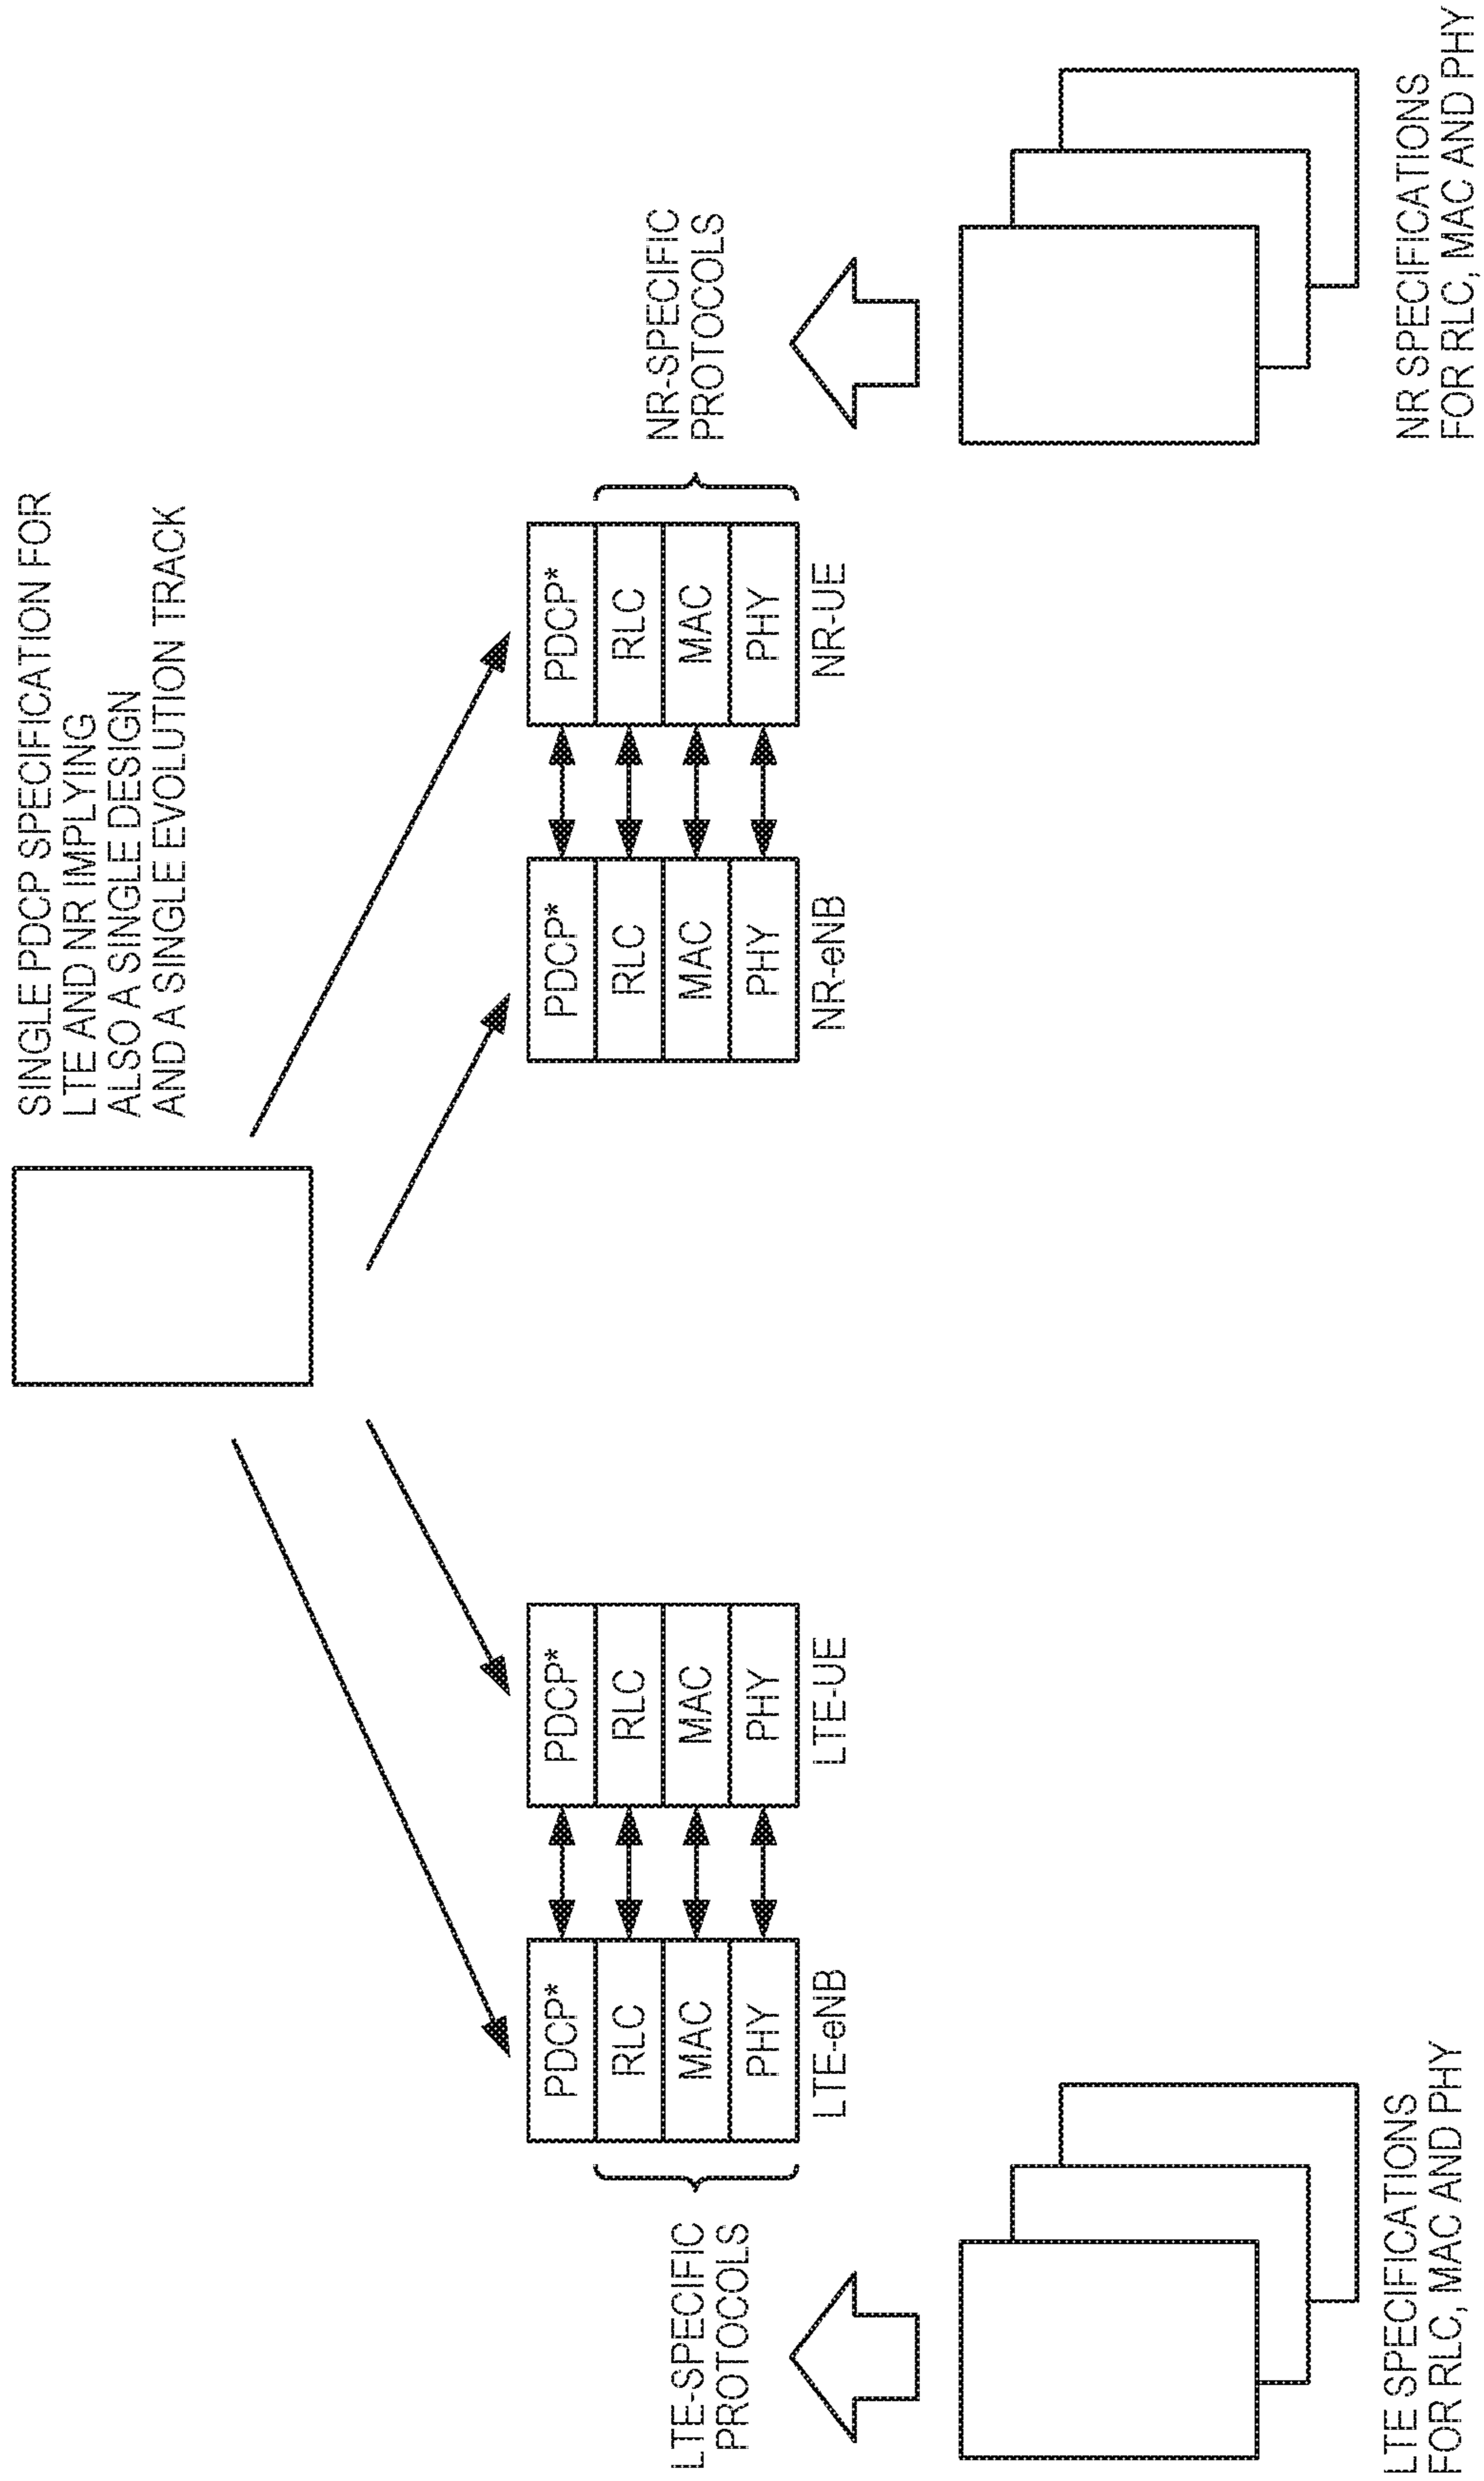 SINGLE PDCP SPECIFICATION FOR
LTE AND NR IMPLYING
ALSO A SINGLE DESIGN
AND A SINGLE EVOLUTION TRACK
LTE-SPECIFIC
PROTOCOLS
PDCP*
RLC
MAC
PHY
LTE-eNB
PDCP*
RLC
MAC
PHY
LTE-UE
PDCP*
RLC
MAC
PHY
NR-eNB
PDCP*
RLC
MAC
PHY
NR-UE
NR-SPECIFIC
PROTOCOLS
LTE SPECIFICATIONS
FOR RLC, MAC AND PHY
NR SPECIFICATIONS
FOR RLC, MAC AND PHY